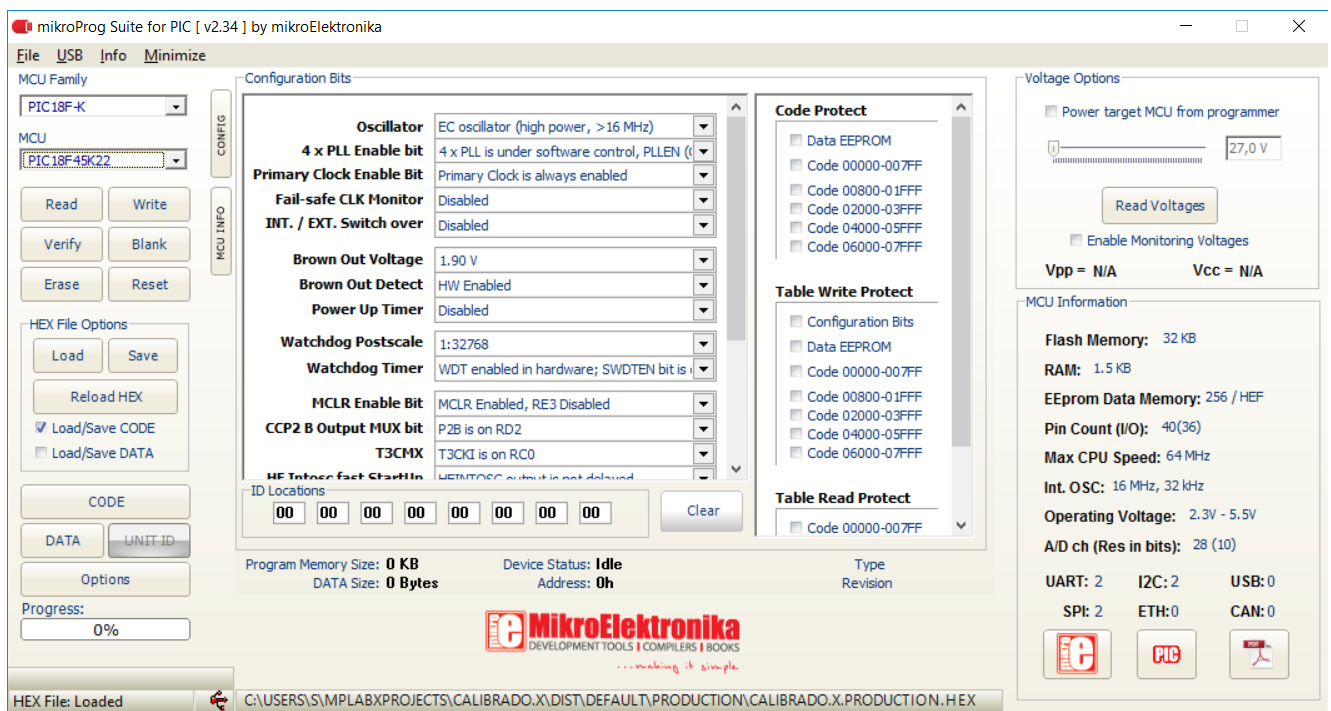 mikroProg Suite for PIC [ v2.34 ] by mikroElektronika
File USB Info Minimize
MCU Family
PIC18F-K
MCU
PIC18F45K22
Read Write
Verify Blank
Erase Reset
HEX File Options
Load Save
Reload HEX
Load/Save CODE
Load/Save DATA
CODE
DATA UNIT ID
Options
Progress:
0%
CONFIG
MCU INFO
Configuration Bits
Oscillator EC oscillator (high power, >16 MHz)
4 x PLL Enable bit 4 x PLL is under software control, PLLEN (
Primary Clock Enable Bit Primary Clock is always enabled
Fail-safe CLK Monitor Disabled
INT. / EXT. Switch over Disabled
Brown Out Voltage 1.90 V
Brown Out Detect HW Enabled
Power Up Timer Disabled
Watchdog Postscale 1:32768
Watchdog Timer WDT enabled in hardware; SWDTEN bit is
MCLR Enable Bit MCLR Enabled, RE3 Disabled
CCP2 B Output MUX bit P2B is on RD2
T3CMX T3CKI is on RC0
HF Intosc fast StartUp HFINTOSC output is not delayed
ID Locations
00 00 00 00 00 00 00 00
Clear
Code Protect
Data EEPROM
Code 00000-007FF
Code 00800-01FFF
Code 02000-03FFF
Code 04000-05FFF
Code 06000-07FFF
Table Write Protect
Configuration Bits
Data EEPROM
Code 00000-007FF
Code 00800-01FFF
Code 02000-03FFF
Code 04000-05FFF
Code 06000-07FFF
Table Read Protect
Code 00000-007FF
Program Memory Size: 0 KB Device Status: Idle Type
DATA Size: 0 Bytes Address: 0h Revision
MikroElektronika
DEVELOPMENT TOOLS | COMPILERS | BOOKS
...making it simple
Voltage Options
Power target MCU from programmer
27,0 V
Read Voltages
Enable Monitoring Voltages
Vpp = N/A Vcc = N/A
MCU Information
Flash Memory: 32 KB
RAM: 1.5 KB
EEprom Data Memory: 256 / HEF
Pin Count (I/O): 40(36)
Max CPU Speed: 64 MHz
Int. OSC: 16 MHz, 32 kHz
Operating Voltage: 2.3V - 5.5V
A/D ch (Res in bits): 28 (10)
UART: 2 I2C: 2 USB: 0
SPI: 2 ETH:0 CAN: 0
PIC
PDF
HEX File: Loaded C:\USERS\S\MPLABXPROJECTS\CALIBRADO.X\DIST\DEFAULT\PRODUCTION\CALIBRADO.X.PRODUCTION.HEX